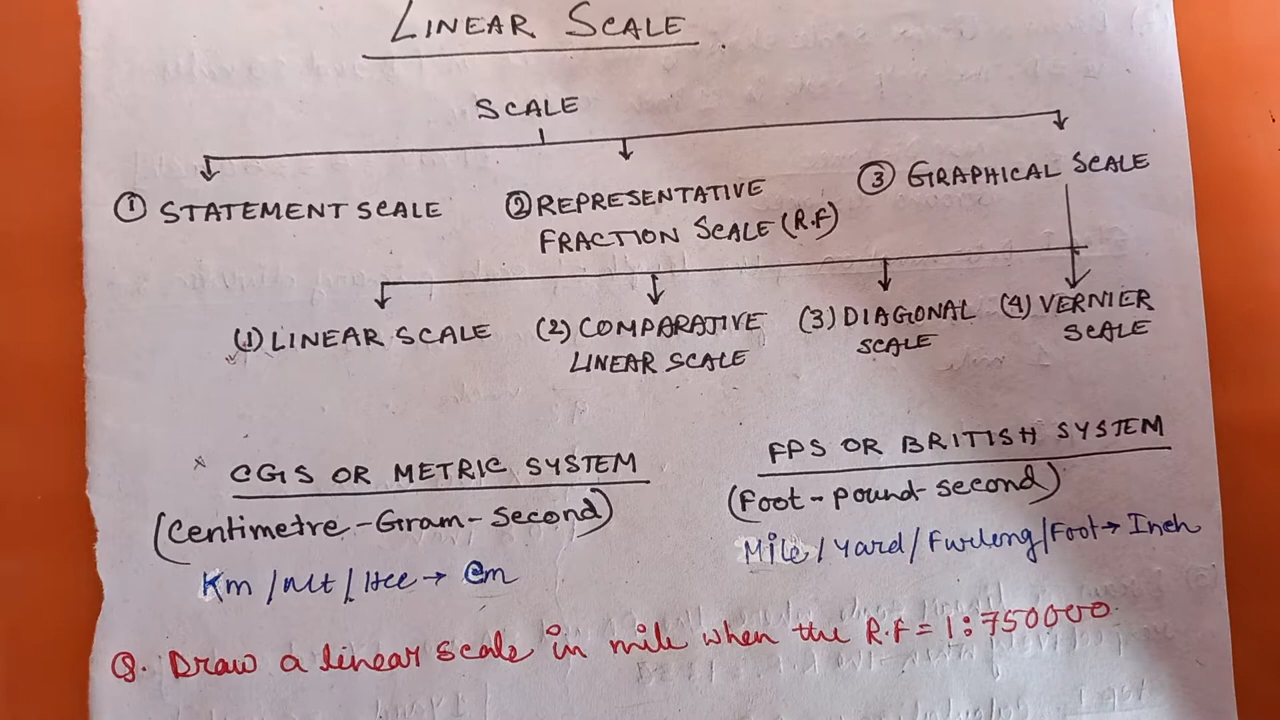 LINEAR SCALE
SCALE
① STATEMENT SCALE
② REPRESENTATIVE
FRACTION SCALE (R.F)
③ GRAPHICAL SCALE
(1) LINEAR SCALE
(2) COMPARATIVE
LINEAR SCALE
(3) DIAGONAL
SCALE
(4) VERNIER
SCALE
CGS OR METRIC SYSTEM
(Centimetre-Gram-Second)
Km / Mt / → cm
FPS OR BRITISH SYSTEM
(Foot-pound-second)
Mile / Yard / Furlong / Foot → Inch
Q. Draw a linear scale in mile when the R.F = 1:750000.